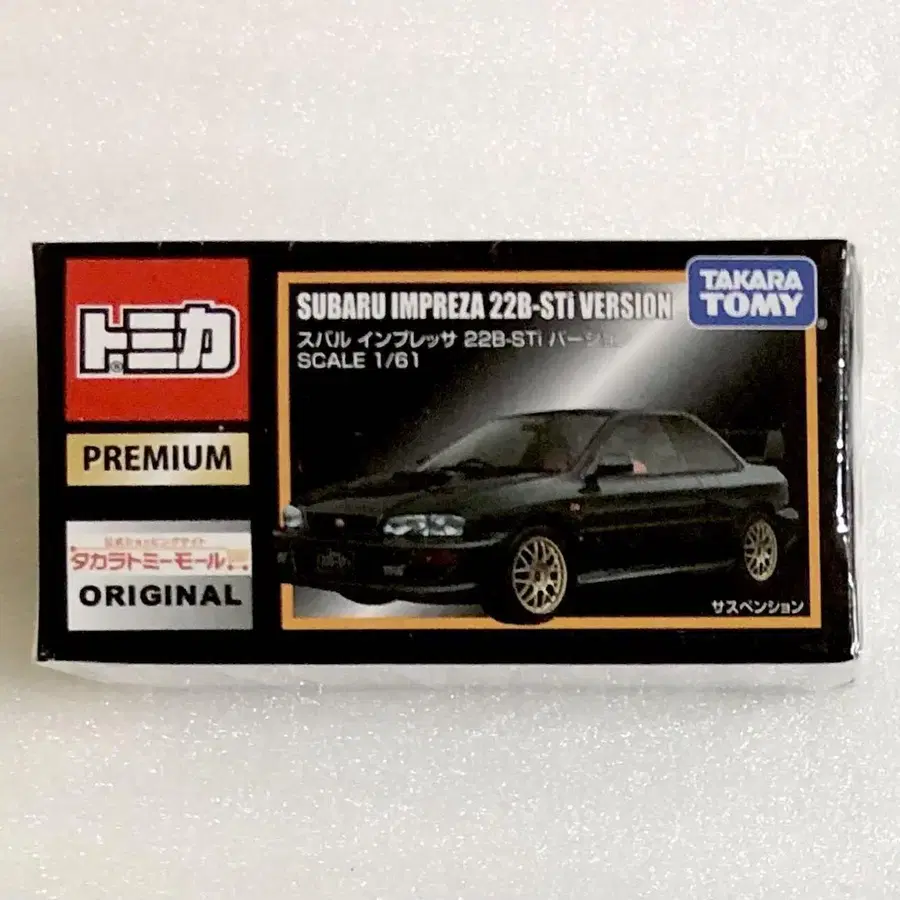 トミカ
®
PREMIUM
公式ショッピングサイト
タカラトミーモール
ORIGINAL
SUBARU IMPREZA 22B-STi VERSION
スバル インプレッサ 22B-STi バージョ
SCALE 1/61
TAKARA
TOMY
®
サスペンション